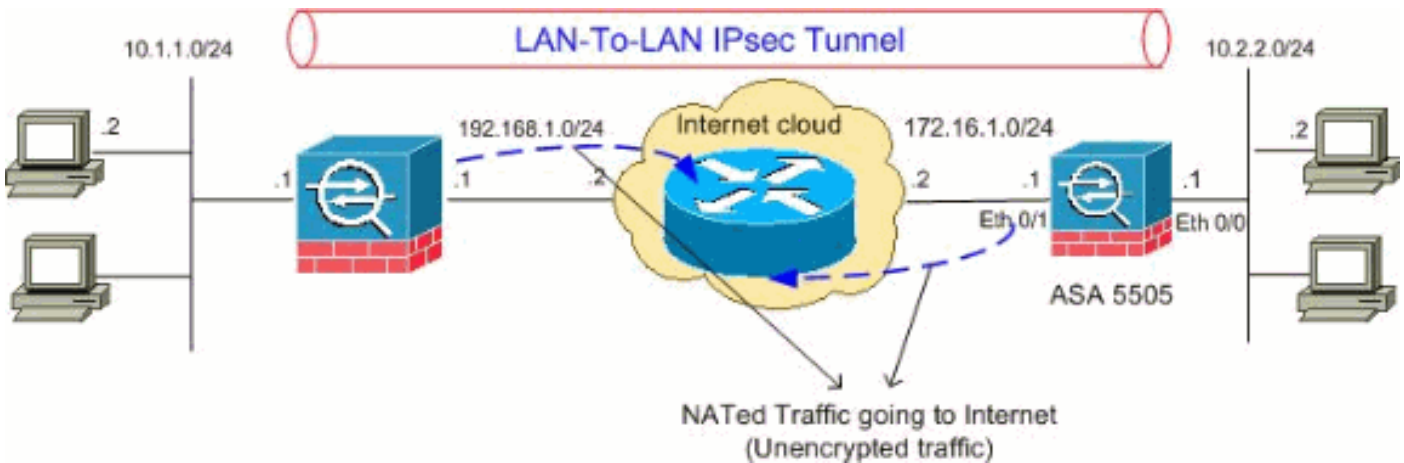 LAN-To-LAN IPsec Tunnel
10.1.1.0/24
10.2.2.0/24
.2
192.168.1.0/24
Internet cloud
172.16.1.0/24
.2
.1
.1
.2
.2
.1
.1
Eth 0/1
Eth 0/0
ASA 5505
NATed Traffic going to Internet
(Unencrypted traffic)